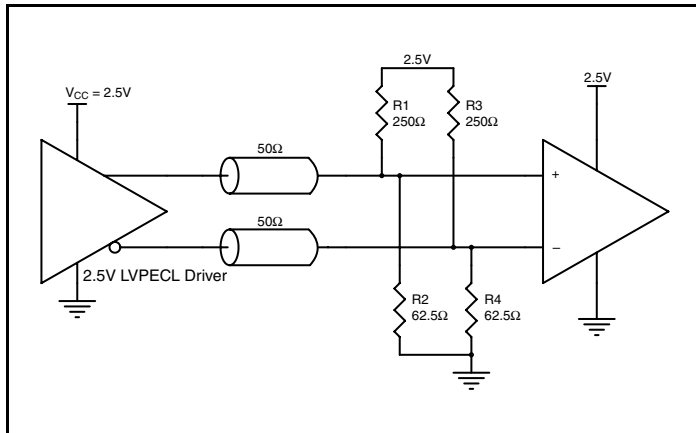 2.5V
V_CC = 2.5V
2.5V
R1
250Ω
R3
250Ω
50Ω
+
50Ω
–
2.5V LVPECL Driver
R2
62.5Ω
R4
62.5Ω